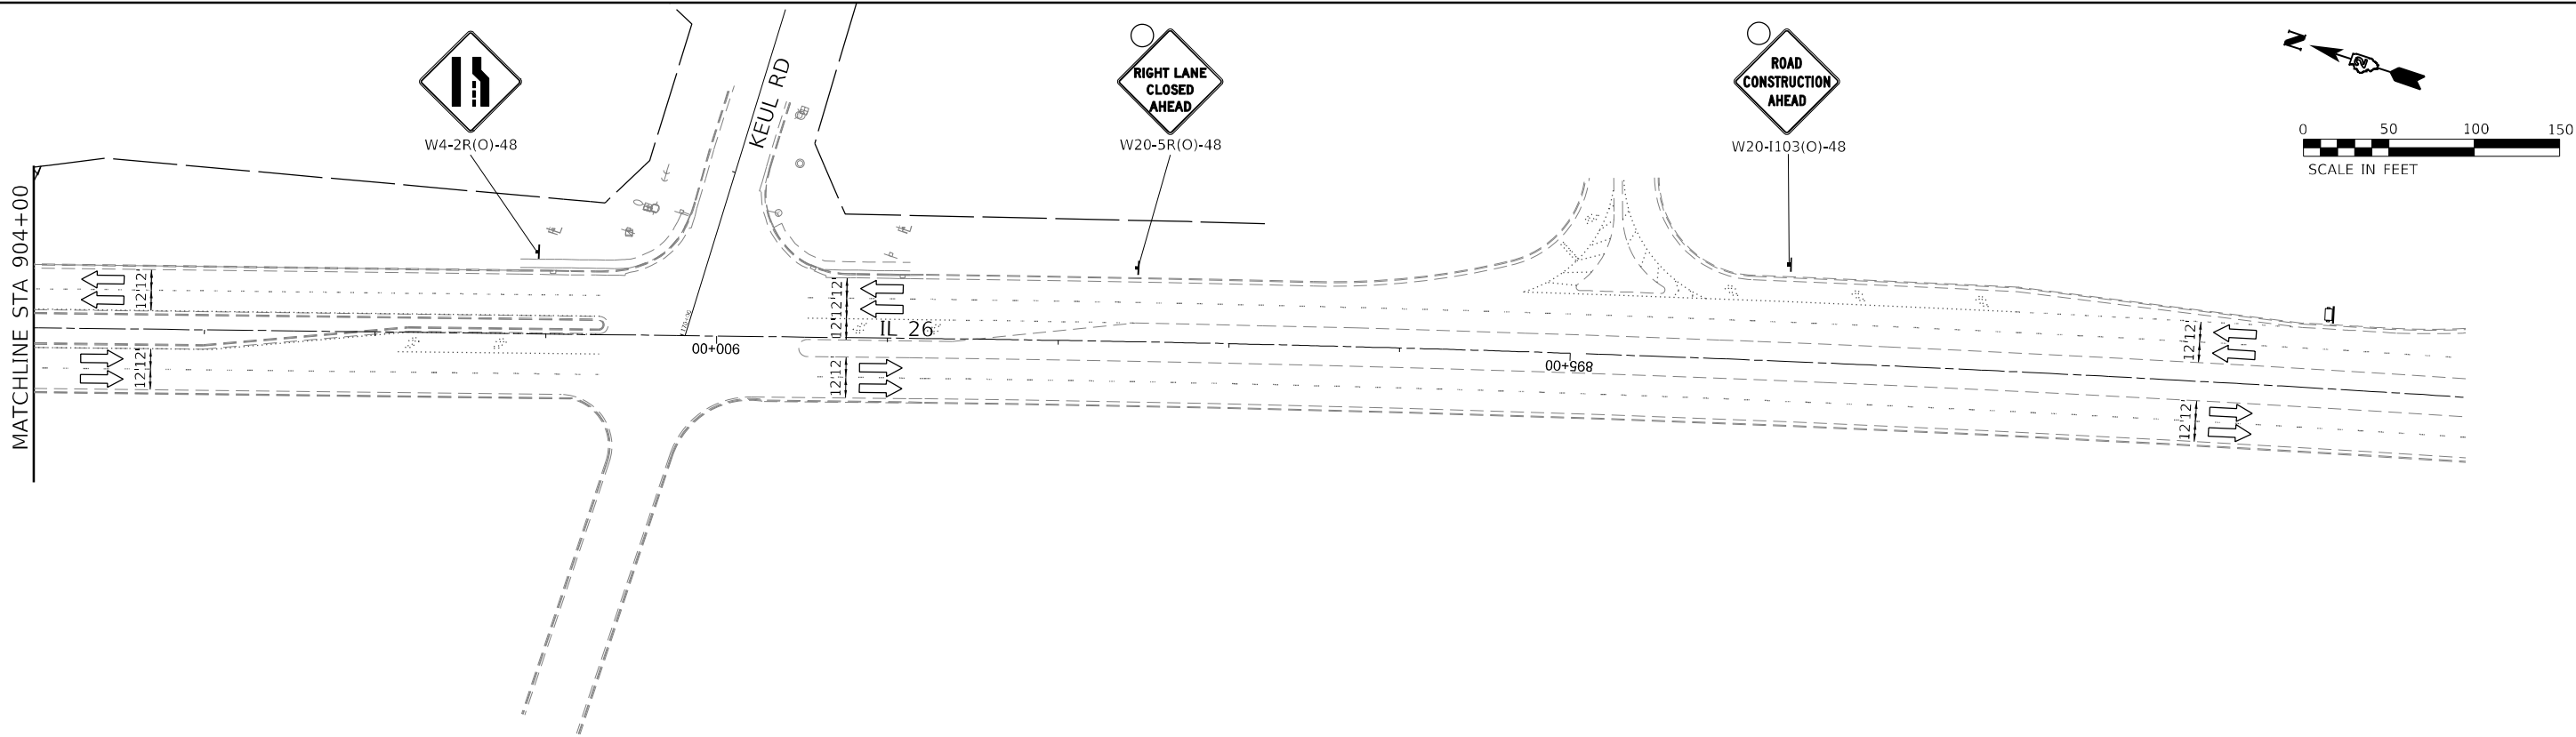 W4-2R(O)-48
KEUL RD
RIGHT LANE
CLOSED
AHEAD
W20-5R(O)-48
ROAD
CONSTRUCTION
AHEAD
W20-I103(O)-48
N
0 50 100 150
SCALE IN FEET
MATCHLINE STA 904+00
12' 12'
12' 12'
12' 12' 12'
12' 12'
IL 26
900+00
895+00
12' 12'
12' 12'